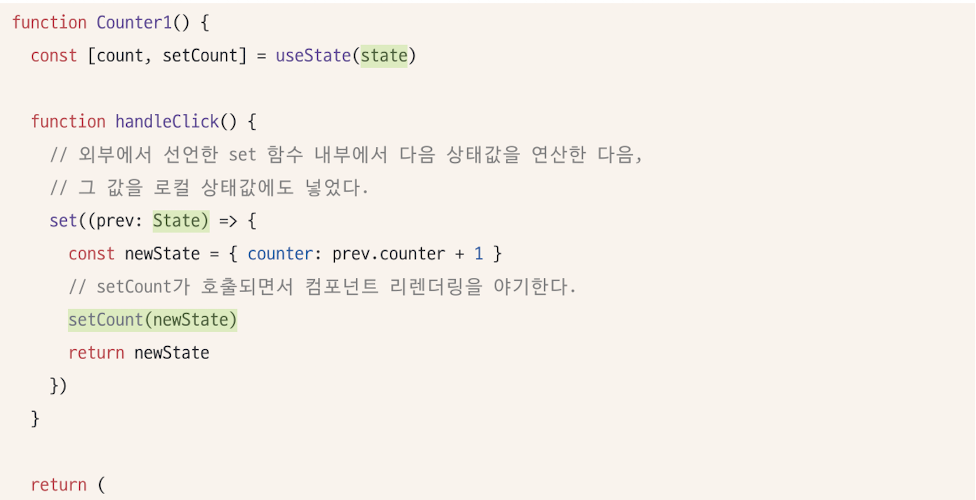 function Counter1() {
  const [count, setCount] = useState(state)

  function handleClick() {
    // 외부에서 선언한 set 함수 내부에서 다음 상태값을 연산한 다음,
    // 그 값을 로컬 상태값에도 넣었다.
    set((prev: State) => {
      const newState = { counter: prev.counter + 1 }
      // setCount가 호출되면서 컴포넌트 리렌더링을 야기한다.
      setCount(newState)
      return newState
    })
  }

  return (